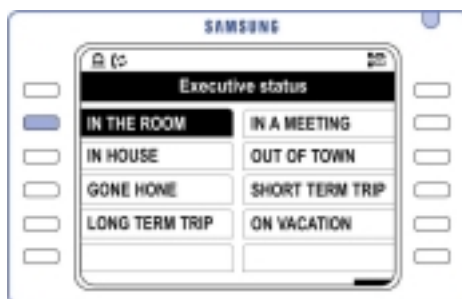 SAMSUNG
Executive status
IN THE ROOM IN A MEETING
IN HOUSE OUT OF TOWN
GONE HONE SHORT TERM TRIP
LONG TERM TRIP ON VACATION